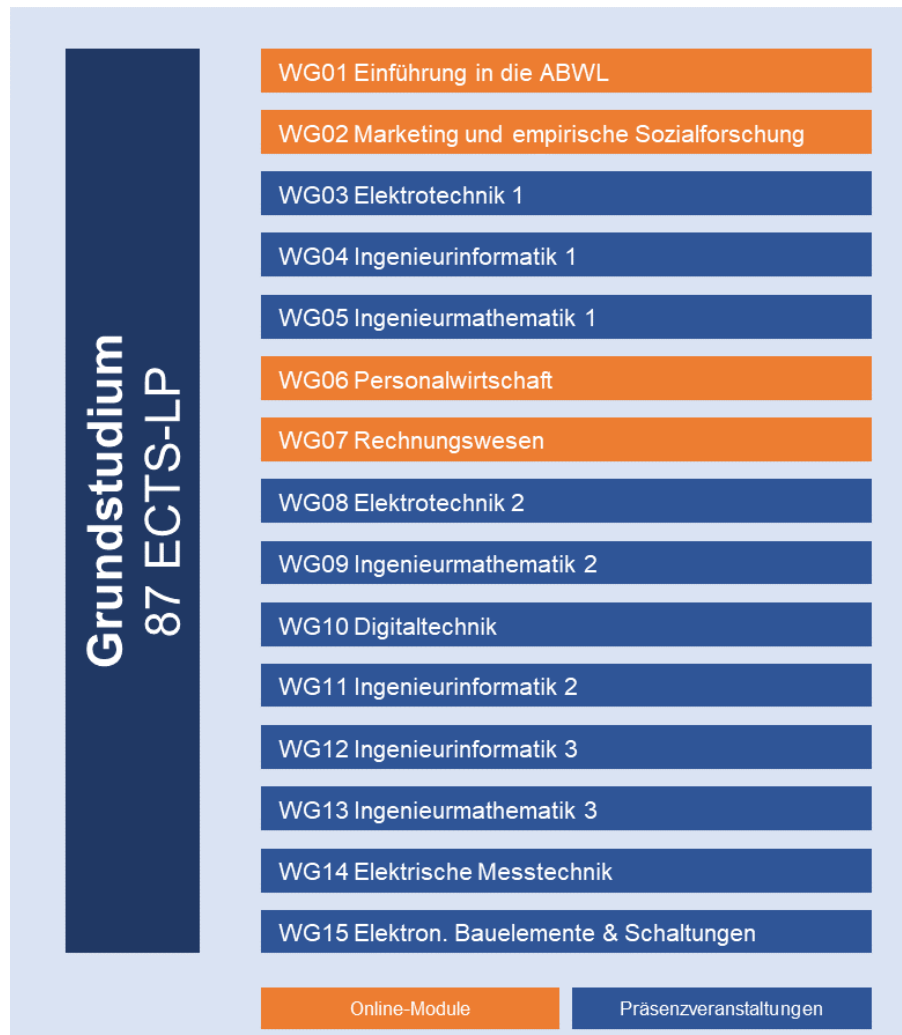 Grundstudium
87 ECTS-LP
WG01 Einführung in die ABWL
WG02 Marketing und empirische Sozialforschung
WG03 Elektrotechnik 1
WG04 Ingenieurinformatik 1
WG05 Ingenieurmathematik 1
WG06 Personalwirtschaft
WG07 Rechnungswesen
WG08 Elektrotechnik 2
WG09 Ingenieurmathematik 2
WG10 Digitaltechnik
WG11 Ingenieurinformatik 2
WG12 Ingenieurinformatik 3
WG13 Ingenieurmathematik 3
WG14 Elektrische Messtechnik
WG15 Elektron. Bauelemente & Schaltungen
Online-Module
Präsenzveranstaltungen